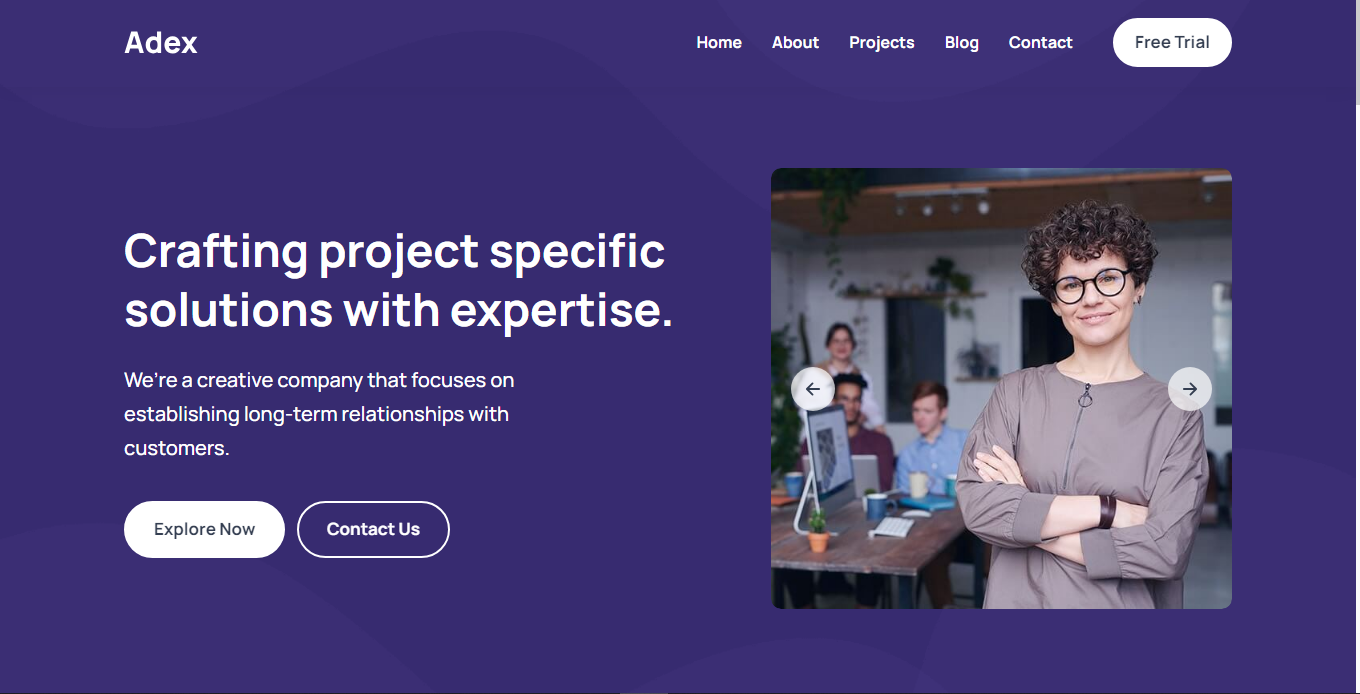 Adex
Home About Projects Blog Contact Free Trial
Crafting project specific
solutions with expertise.
We’re a creative company that focuses on
establishing long-term relationships with
customers.
Explore Now Contact Us